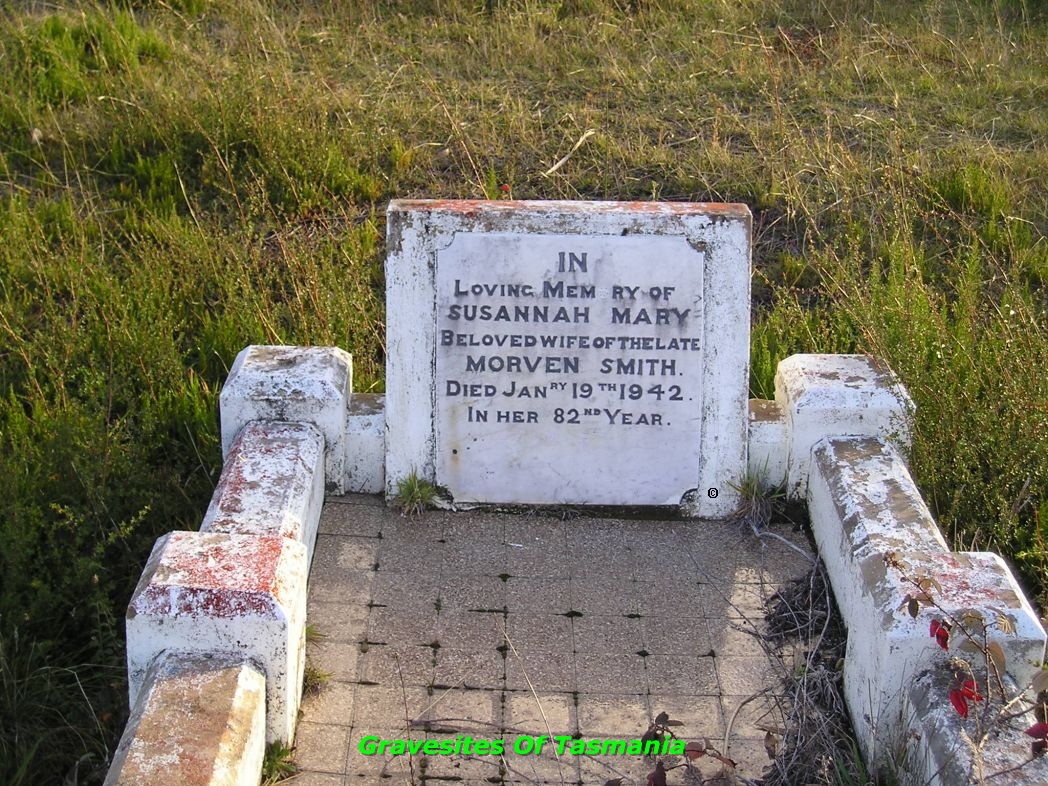 IN
LOVING MEM RY OF
SUSANNAH MARY
BELOVED WIFE OF THE LATE
MORVEN SMITH.
DIED JANRY 19TH 1942.
IN HER 82ND YEAR.
©
Gravesites Of Tasmania